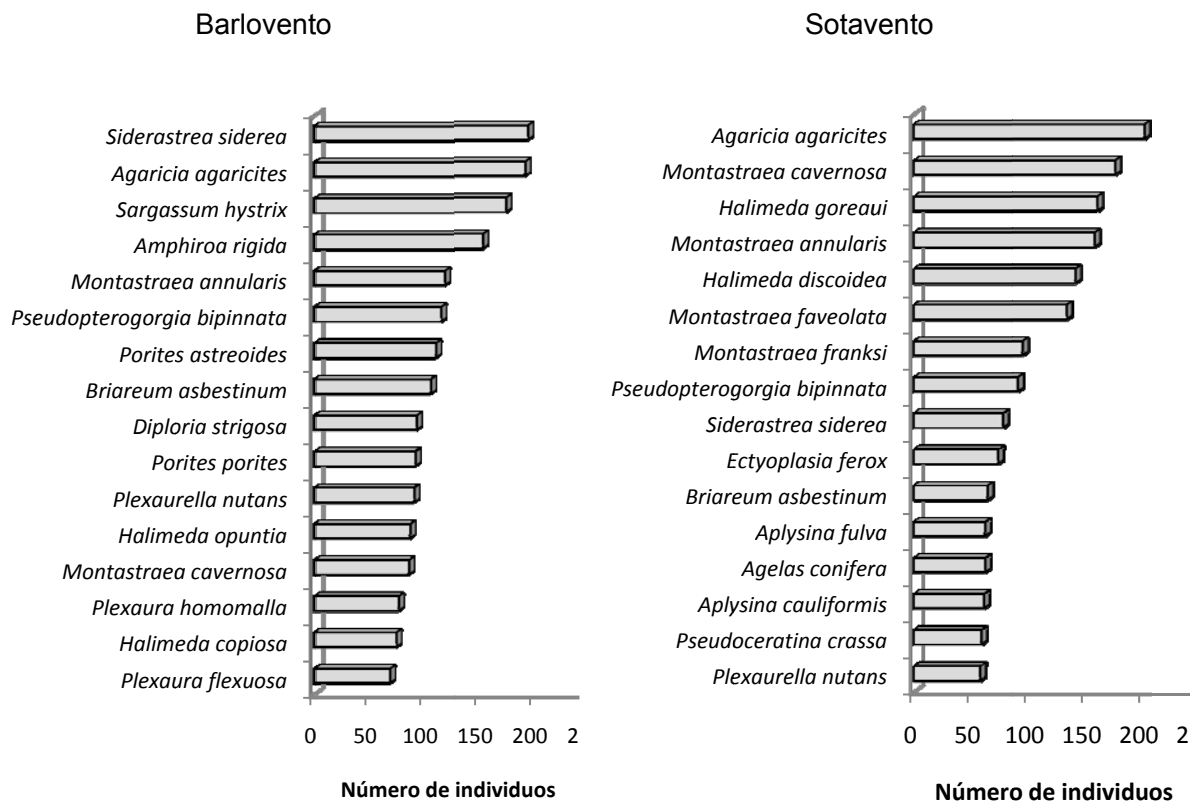 Barlovento
Siderastrea siderea
Agaricia agaricites
Sargassum hystrix
Amphiroa rigida
Montastraea annularis
Pseudopterogorgia bipinnata
Porites astreoides
Briareum asbestinum
Diploria strigosa
Porites porites
Plexaurella nutans
Halimeda opuntia
Montastraea cavernosa
Plexaura homomalla
Halimeda copiosa
Plexaura flexuosa
0 50 100 150 200 2
Número de individuos
Sotavento
Agaricia agaricites
Montastraea cavernosa
Halimeda goreaui
Montastraea annularis
Halimeda discoidea
Montastraea faveolata
Montastraea franksi
Pseudopterogorgia bipinnata
Siderastrea siderea
Ectyoplasia ferox
Briareum asbestinum
Aplysina fulva
Agelas conifera
Aplysina cauliformis
Pseudoceratina crassa
Plexaurella nutans
0 50 100 150 200 2
Número de individuos